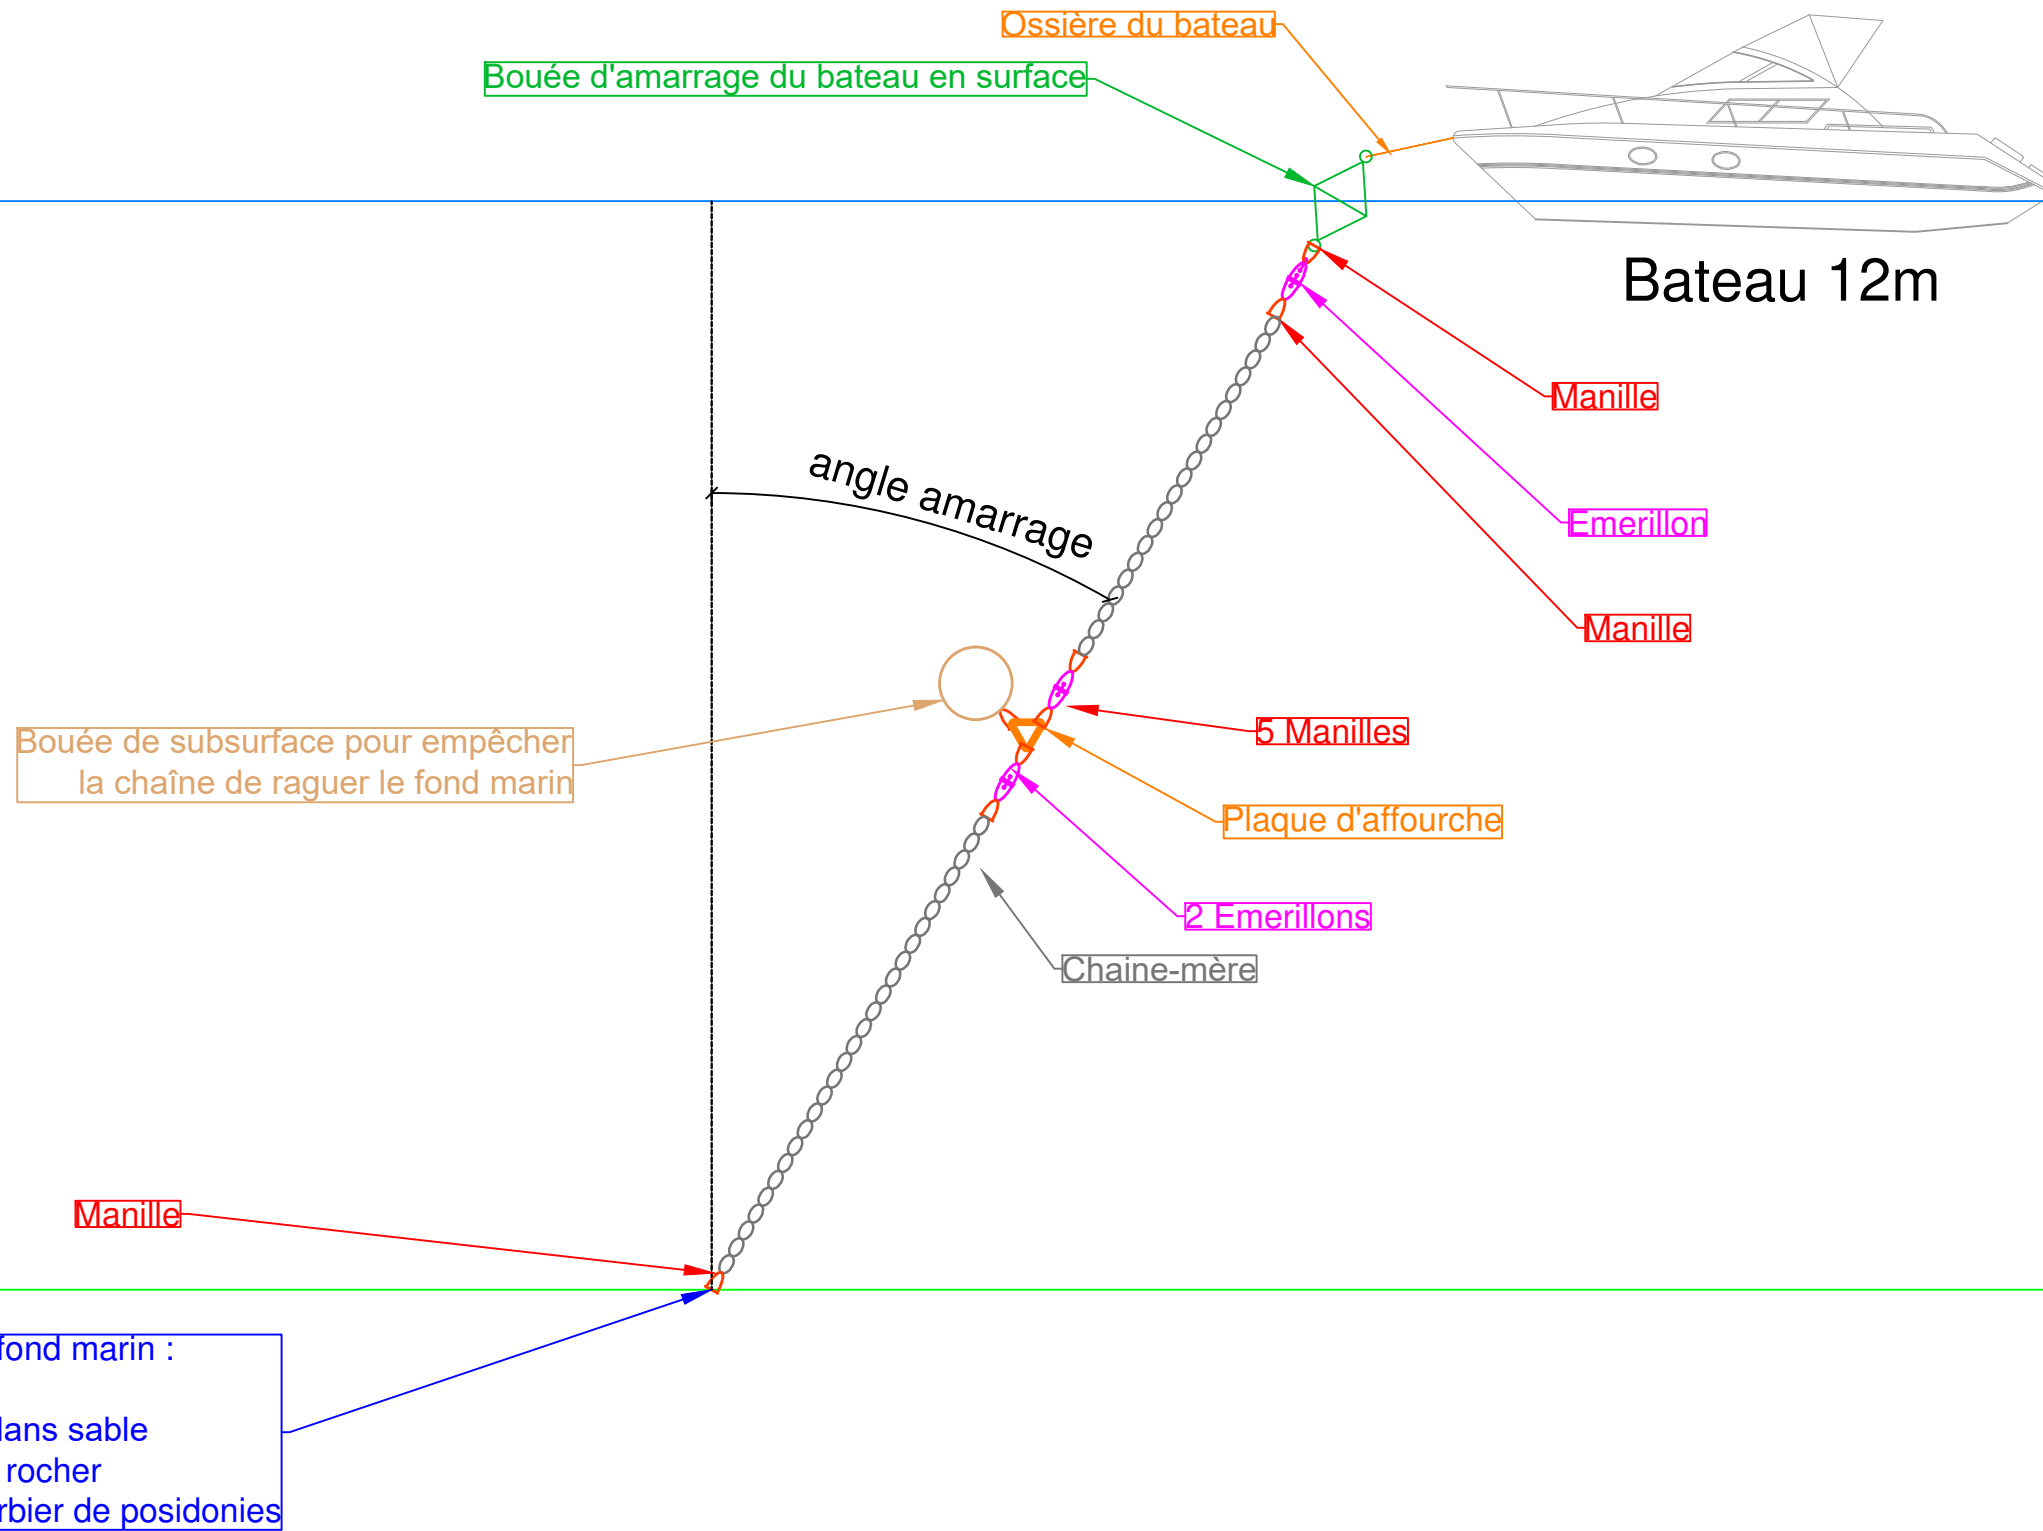 Ossière du bateau
Bouée d'amarrage du bateau en surface
Bateau 12m
Manille
angle amarrage
Emerillon
Manille
5 Manilles
Bouée de subsurface pour empêcher
la chaîne de raguer le fond marin
Plaque d'affourche
2 Emerillons
Chaine-mère
Manille
fond marin :
sable
rocher
de posidonies